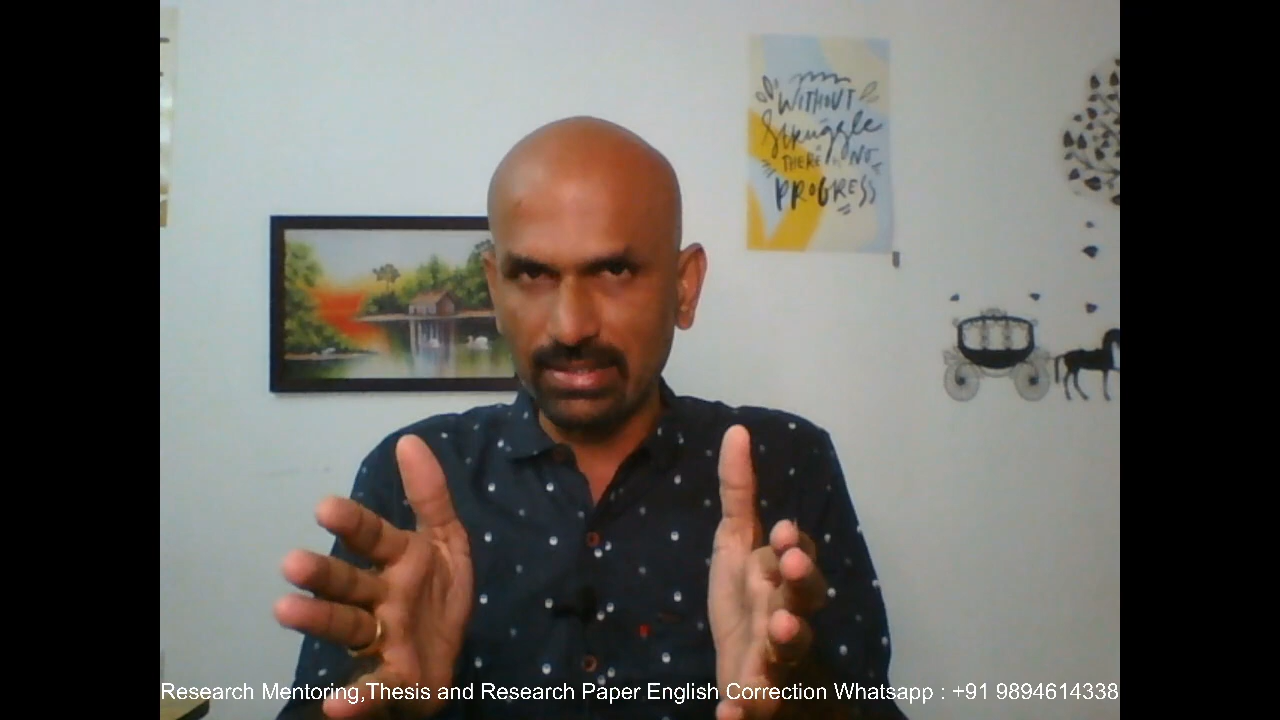 WITHOUT
Struggle
THERE IS NO
PROGRESS
Research Mentoring,Thesis and Research Paper English Correction Whatsapp : +91 9894614338